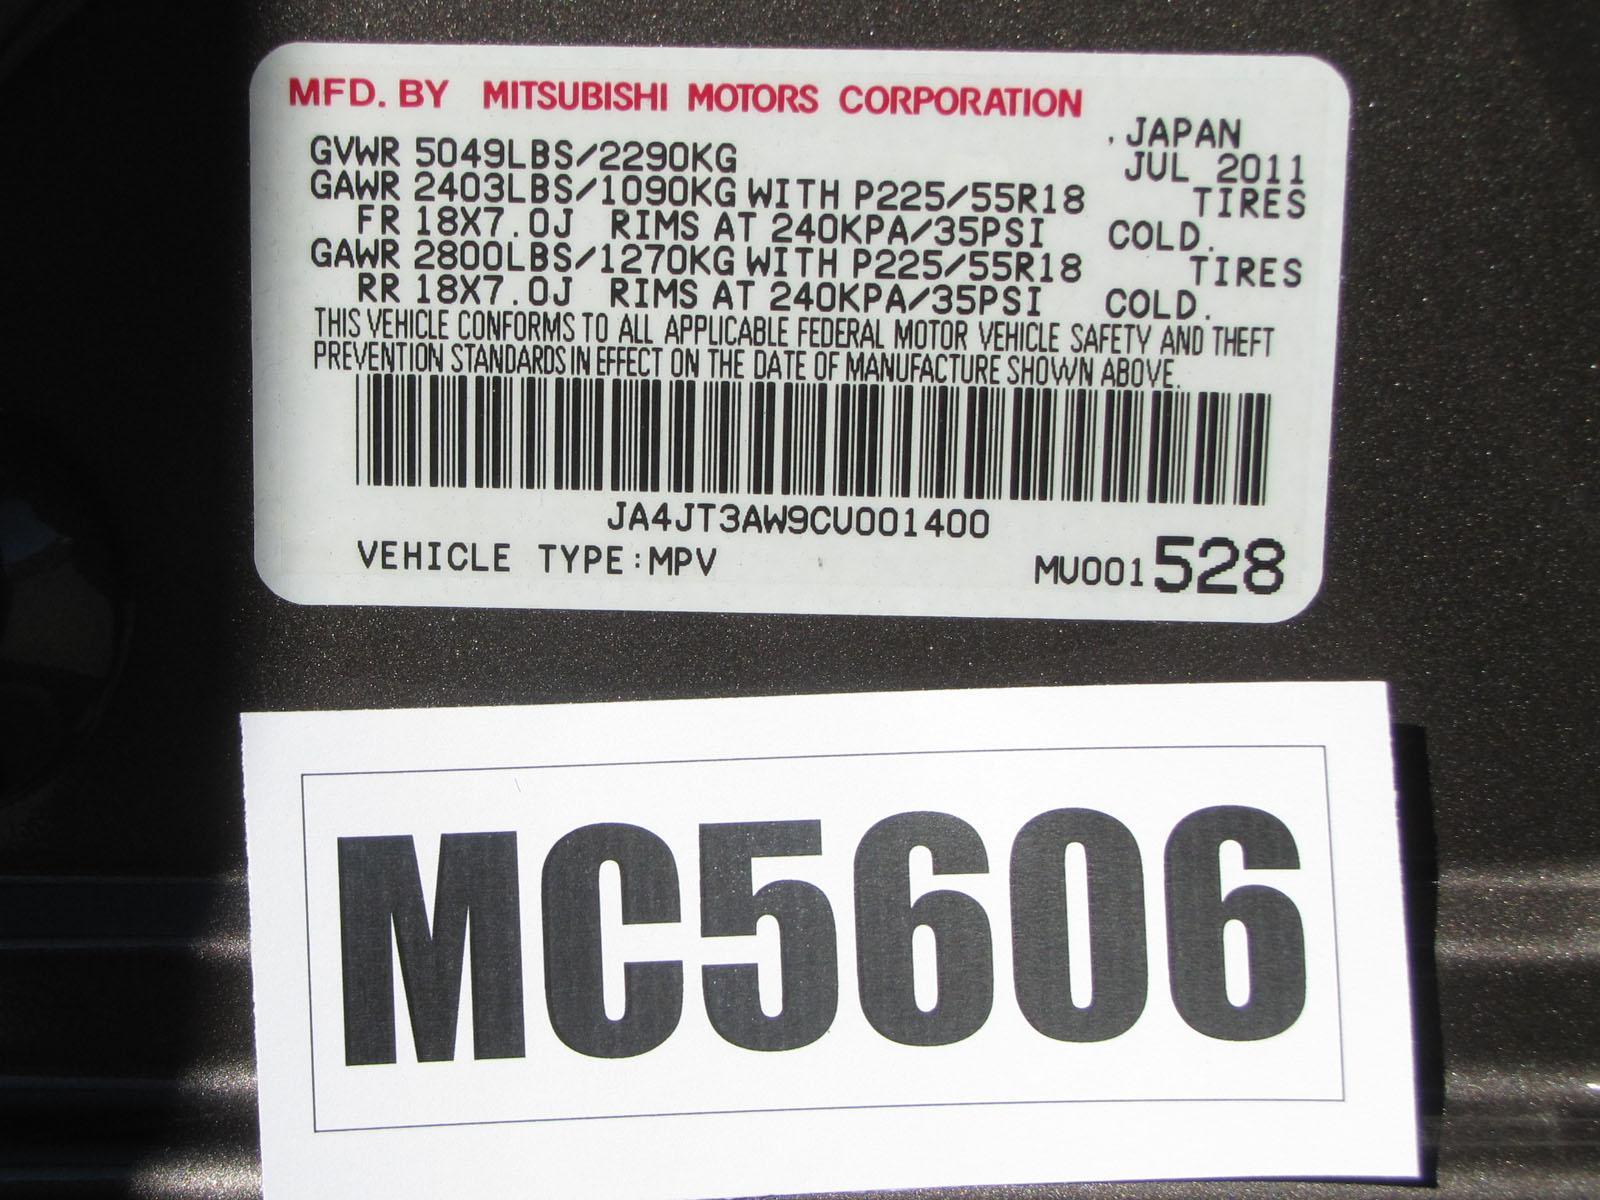 MFD. BY MITSUBISHI MOTORS CORPORATION
, JAPAN
GVWR 5049LBS/2290KG JUL 2011
GAWR 2403LBS/1090KG WITH P225/55R18 TIRES
FR 18X7.0J RIMS AT 240KPA/35PSI COLD.
GAWR 2800LBS/1270KG WITH P225/55R18 TIRES
RR 18X7.0J RIMS AT 240KPA/35PSI COLD.
THIS VEHICLE CONFORMS TO ALL APPLICABLE FEDERAL MOTOR VEHICLE SAFETY AND THEFT
PREVENTION STANDARDS IN EFFECT ON THE DATE OF MANUFACTURE SHOWN ABOVE.
JA4JT3AW9CU001400
VEHICLE TYPE:MPV MU001528
MC5606